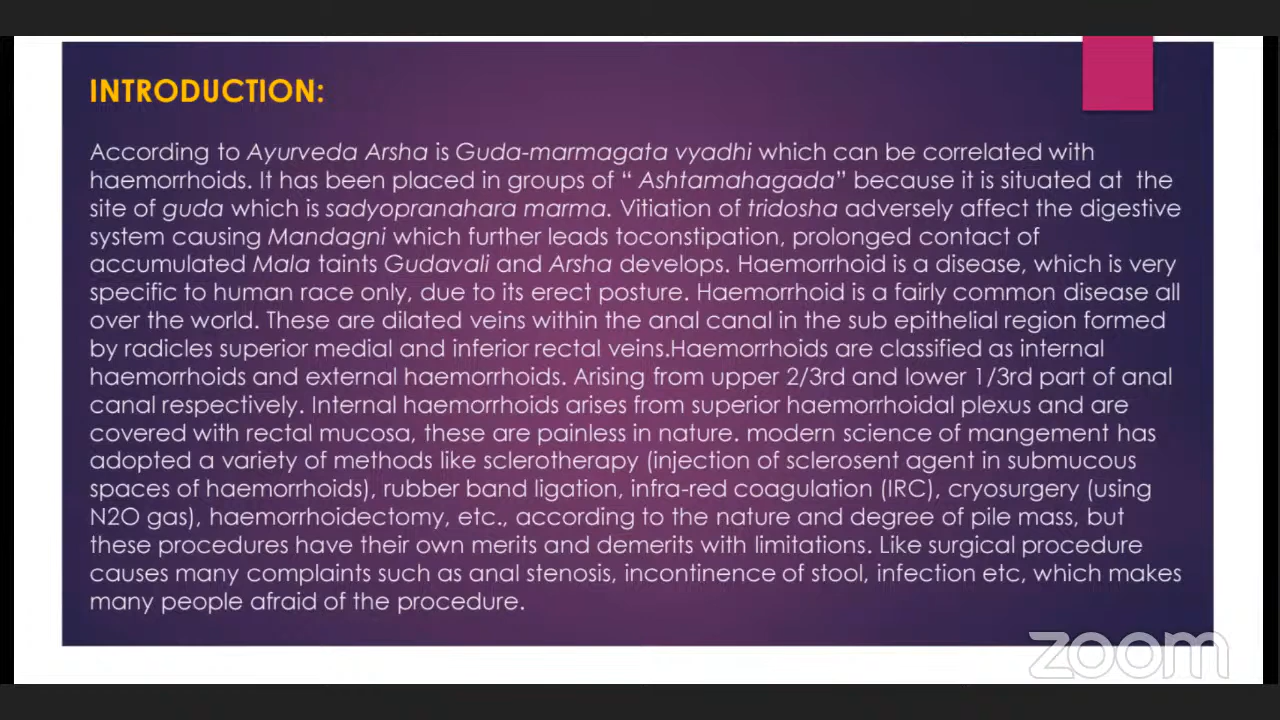 INTRODUCTION:
According to Ayurveda Arsha is Guda-marmagata vyadhi which can be correlated with
haemorrhoids. It has been placed in groups of “ Ashtamahagada” because it is situated at the
site of guda which is sadyopranahara marma. Vitiation of tridosha adversely affect the digestive
system causing Mandagni which further leads toconstipation, prolonged contact of
accumulated Mala taints Gudavali and Arsha develops. Haemorrhoid is a disease, which is very
specific to human race only, due to its erect posture. Haemorrhoid is a fairly common disease all
over the world. These are dilated veins within the anal canal in the sub epithelial region formed
by radicles superior medial and inferior rectal veins.Haemorrhoids are classified as internal
haemorrhoids and external haemorrhoids. Arising from upper 2/3rd and lower 1/3rd part of anal
canal respectively. Internal haemorrhoids arises from superior haemorrhoidal plexus and are
covered with rectal mucosa, these are painless in nature. modern science of mangement has
adopted a variety of methods like sclerotherapy (injection of sclerosent agent in submucous
spaces of haemorrhoids), rubber band ligation, infra-red coagulation (IRC), cryosurgery (using
N2O gas), haemorrhoidectomy, etc., according to the nature and degree of pile mass, but
these procedures have their own merits and demerits with limitations. Like surgical procedure
causes many complaints such as anal stenosis, incontinence of stool, infection etc, which makes
many people afraid of the procedure.
zoom